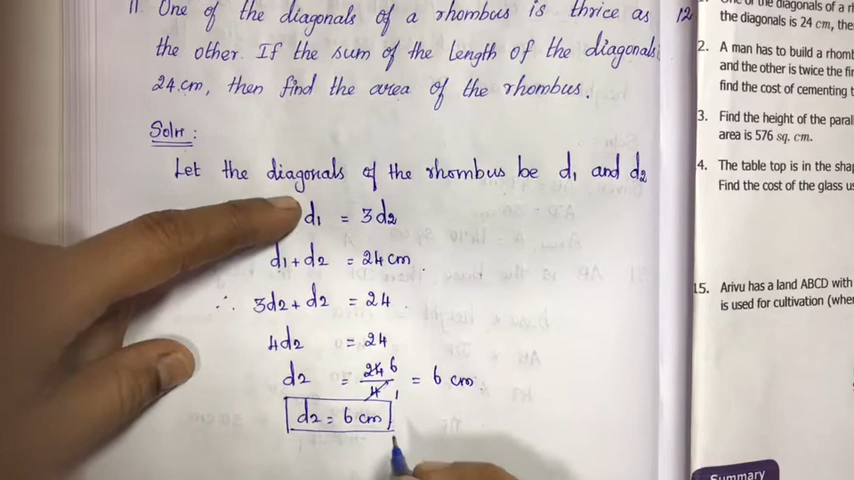 11. One of the diagonals of a rhombus is thrice as
the other. If the sum of the length of the diagonals
24.cm, then find the area of the rhombus.
Soln:
Let the diagonals of the rhombus be d₁ and d₂
d₁ = 3d₂
d₁+d₂ = 24cm.
∴ 3d₂+d₂ = 24.
4d₂ = 24
d₂ = 24/4 6 1 = 6 cm.
d₂ = 6 cm
12
the diagonals is 24 cm, the
2. A man has to build a rhomb
and the other is twice the fir
find the cost of cementing t
3. Find the height of the paral
area is 576 sq. cm.
4. The table top is in the sha
Find the cost of the glass us
15. Arivu has a land ABCD with
is used for cultivation (wher
Summary